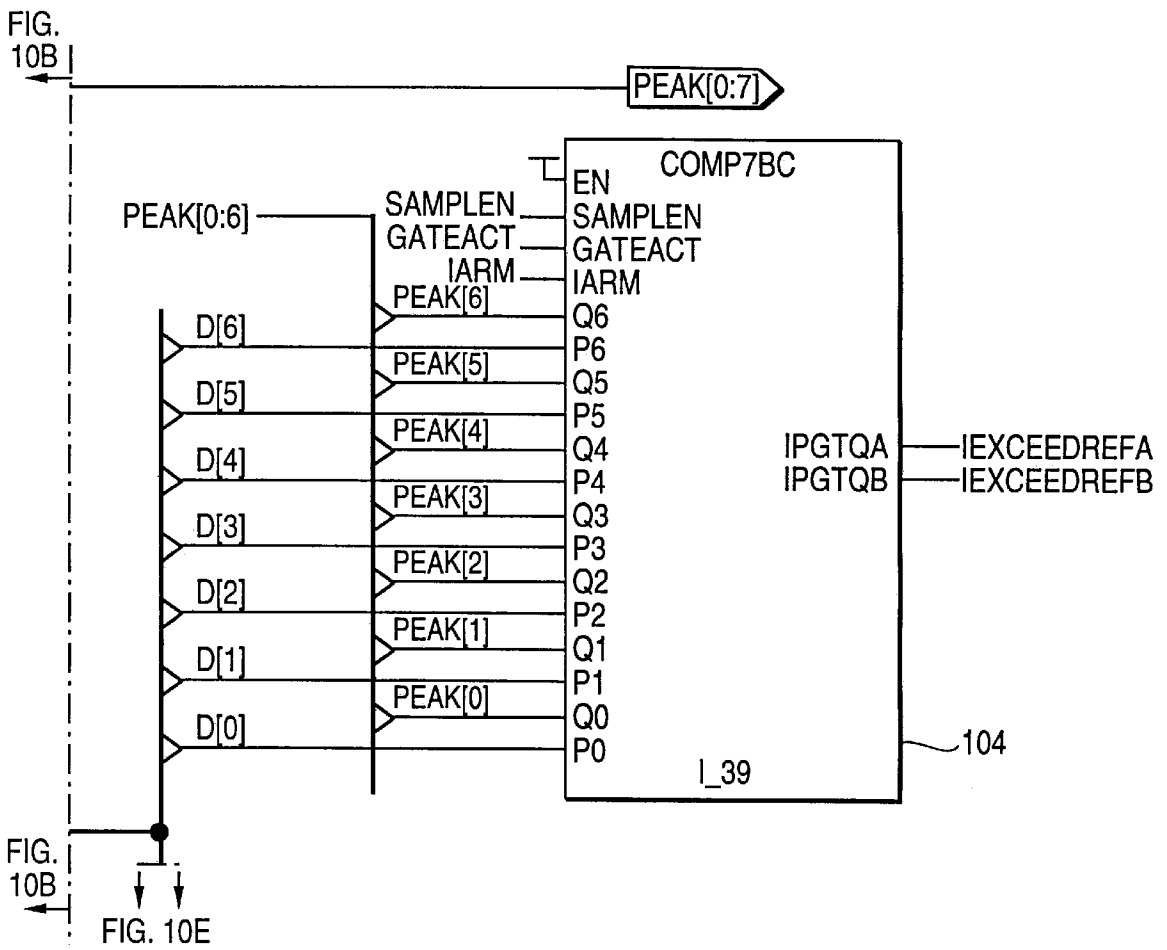 FIG.
10B
PEAK[0:7]
COMP7BC
EN
PEAK[0:6]
SAMPLEN
SAMPLEN
GATEACT
GATEACT
IARM
IARM
PEAK[6]
Q6
D[6]
P6
PEAK[5]
Q5
D[5]
P5
PEAK[4]
Q4
D[4]
P4
PEAK[3]
Q3
D[3]
P3
PEAK[2]
Q2
D[2]
P2
PEAK[1]
Q1
D[1]
P1
PEAK[0]
Q0
D[0]
P0
IPGTQA
IEXCEEDREFA
IPGTQB
IEXCEEDREFB
I_39
104
FIG.
10B
FIG. 10E